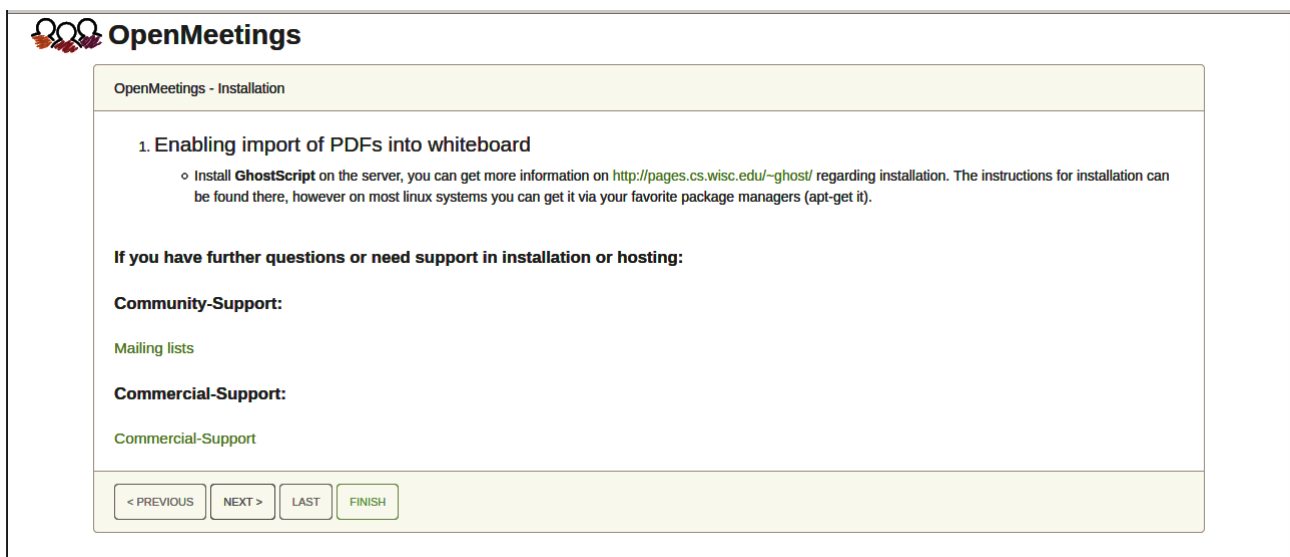 OpenMeetings
OpenMeetings - Installation
1. Enabling import of PDFs into whiteboard
Install GhostScript on the server, you can get more information on http://pages.cs.wisc.edu/~ghost/ regarding installation. The instructions for installation can
be found there, however on most linux systems you can get it via your favorite package managers (apt-get it).
If you have further questions or need support in installation or hosting:
Community-Support:
Mailing lists
Commercial-Support:
Commercial-Support
< PREVIOUS NEXT > LAST FINISH